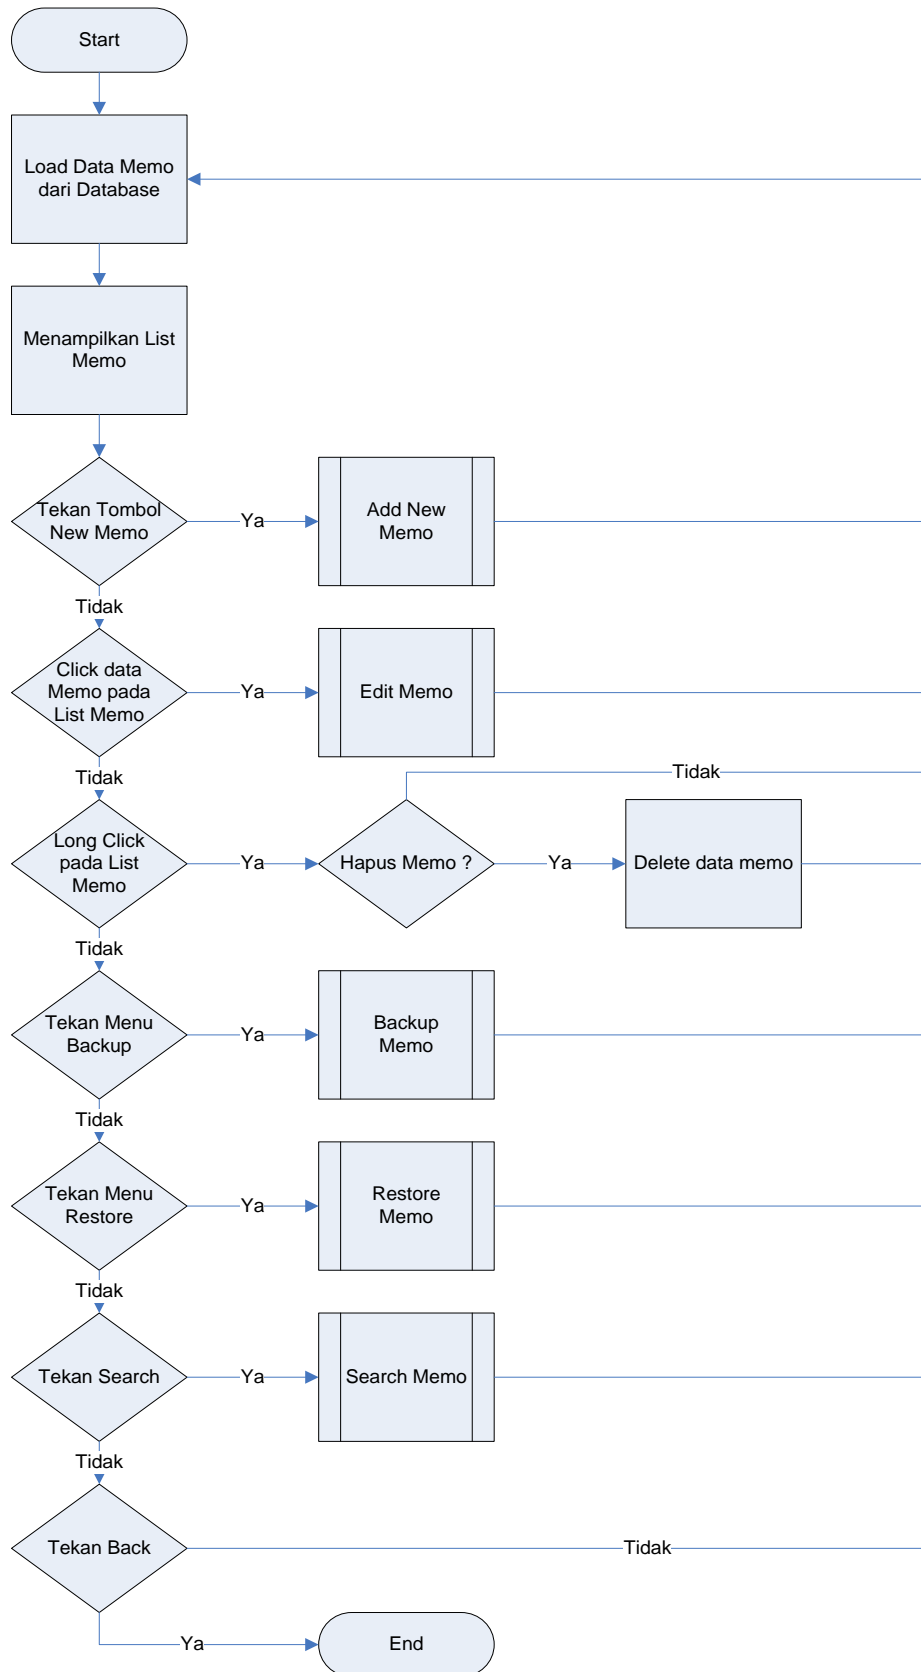 Start
Load Data Memo
dari Database
Menampilkan List
Memo
Tekan Tombol
New Memo
Ya
Add New
Memo
Tidak
Click data
Memo pada
List Memo
Ya
Edit Memo
Tidak
Tidak
Long Click
pada List
Memo
Ya
Hapus Memo ?
Ya
Delete data memo
Tidak
Tekan Menu
Backup
Ya
Backup
Memo
Tidak
Tekan Menu
Restore
Ya
Restore
Memo
Tidak
Tekan Search
Ya
Search Memo
Tidak
Tekan Back
Tidak
Ya
End